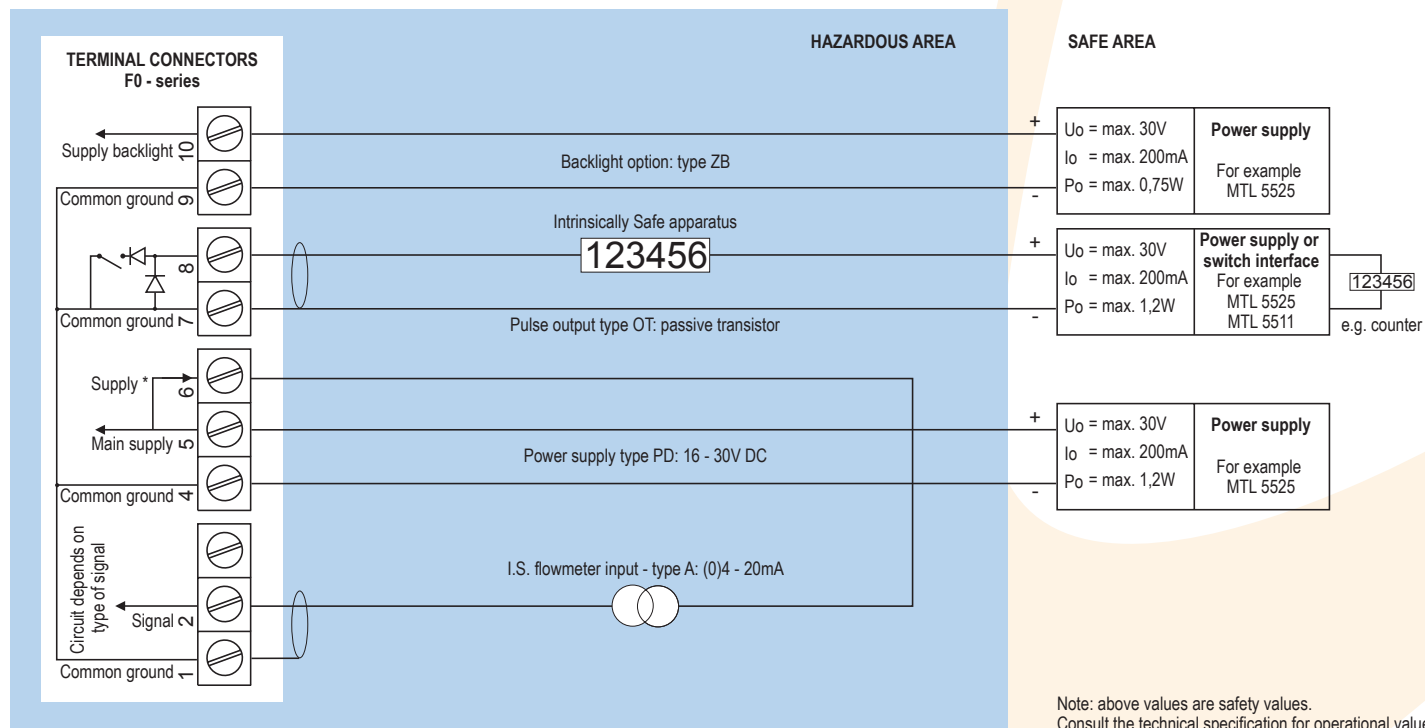 HAZARDOUS AREA
SAFE AREA
TERMINAL CONNECTORS
F0 - series
Supply backlight 10
Common ground 9
8
Common ground 7
Supply * 6
Main supply 5
Common ground 4
Circuit depends on
type of signal
Signal 2
Common ground 1
Backlight option: type ZB
Intrinsically Safe apparatus
123456
Pulse output type OT: passive transistor
Power supply type PD: 16 - 30V DC
I.S. flowmeter input - type A: (0)4 - 20mA
+
-
Uo = max. 30V
Io = max. 200mA
Po = max. 0,75W
Power supply
For example
MTL 5525
+
-
Uo = max. 30V
Io = max. 200mA
Po = max. 1,2W
Power supply or
switch interface
For example
MTL 5525
MTL 5511
123456
e.g. counter
+
-
Uo = max. 30V
Io = max. 200mA
Po = max. 1,2W
Power supply
For example
MTL 5525
Note: above values are safety values.
Consult the technical specification for operational